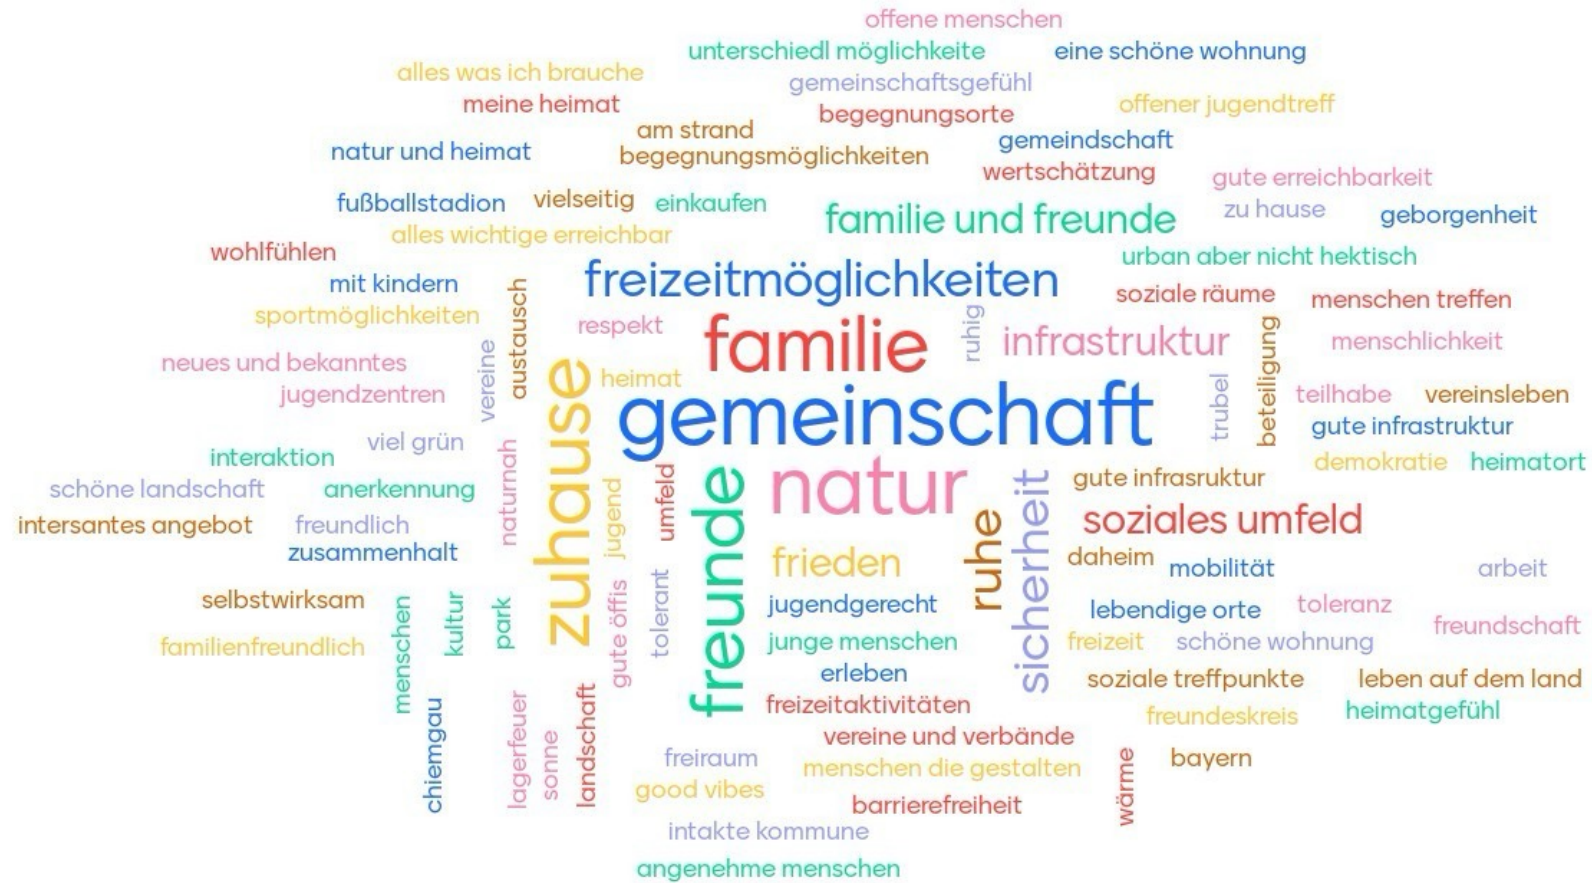 offene menschen
unterschiedl möglichkeite
eine schöne wohnung
alles was ich brauche
gemeinschaftsgefühl
meine heimat
begegnungsorte
offener jugendtreff
am strand
gemeindschaft
natur und heimat
begegnungsmöglichkeiten
wertschätzung
gute erreichbarkeit
fußballstadion
vielseitig
einkaufen
familie und freunde
zu hause
geborgenheit
alles wichtige erreichbar
wohlfühlen
urban aber nicht hektisch
mit kindern
austausch
freizeitmöglichkeiten
soziale räume
menschen treffen
sportmöglichkeiten
respekt
familie
ruhig
infrastruktur
beteiligung
menschlichkeit
neues und bekanntes
vereine
zuhause
heimat
jugendzentren
gemeinschaft
trubel
teilhabe
vereinsleben
gute infrastruktur
viel grün
interaktion
demokratie
heimatort
naturnah
jugend
umfeld
freunde
natur
sicherheit
gute infrasruktur
schöne landschaft
anerkennung
intersantes angebot
freundlich
ruhe
soziales umfeld
zusammenhalt
frieden
daheim
mobilität
arbeit
selbstwirksam
menschen
kultur
park
gute öffis
tolerant
jugendgerecht
lebendige orte
toleranz
freundschaft
familienfreundlich
junge menschen
freizeit
schöne wohnung
erleben
soziale treffpunkte
leben auf dem land
chiemgau
lagerfeuer
sonne
landschaft
freizeitaktivitäten
freundeskreis
heimatgefühl
vereine und verbände
freiraum
menschen die gestalten
wärme
bayern
good vibes
barrierefreiheit
intakte kommune
angenehme menschen